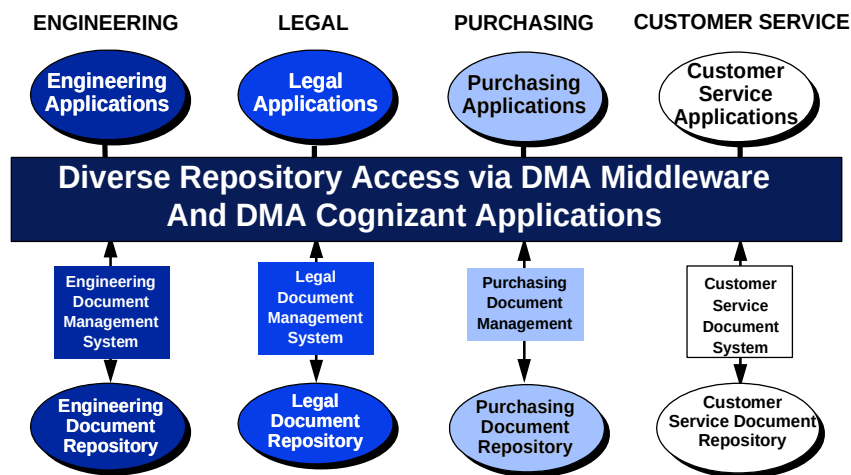 ENGINEERING
LEGAL
PURCHASING
CUSTOMER SERVICE
Engineering
Applications
Legal
Applications
Purchasing
Applications
Customer
Service
Applications
Diverse Repository Access via DMA Middleware
And DMA Cognizant Applications
Engineering
Document
Management
System
Legal
Document
Management
System
Purchasing
Document
Management
Customer
Service
Document
System
Engineering
Document
Repository
Legal
Document
Repository
Purchasing
Document
Repository
Customer
Service Document
Repository